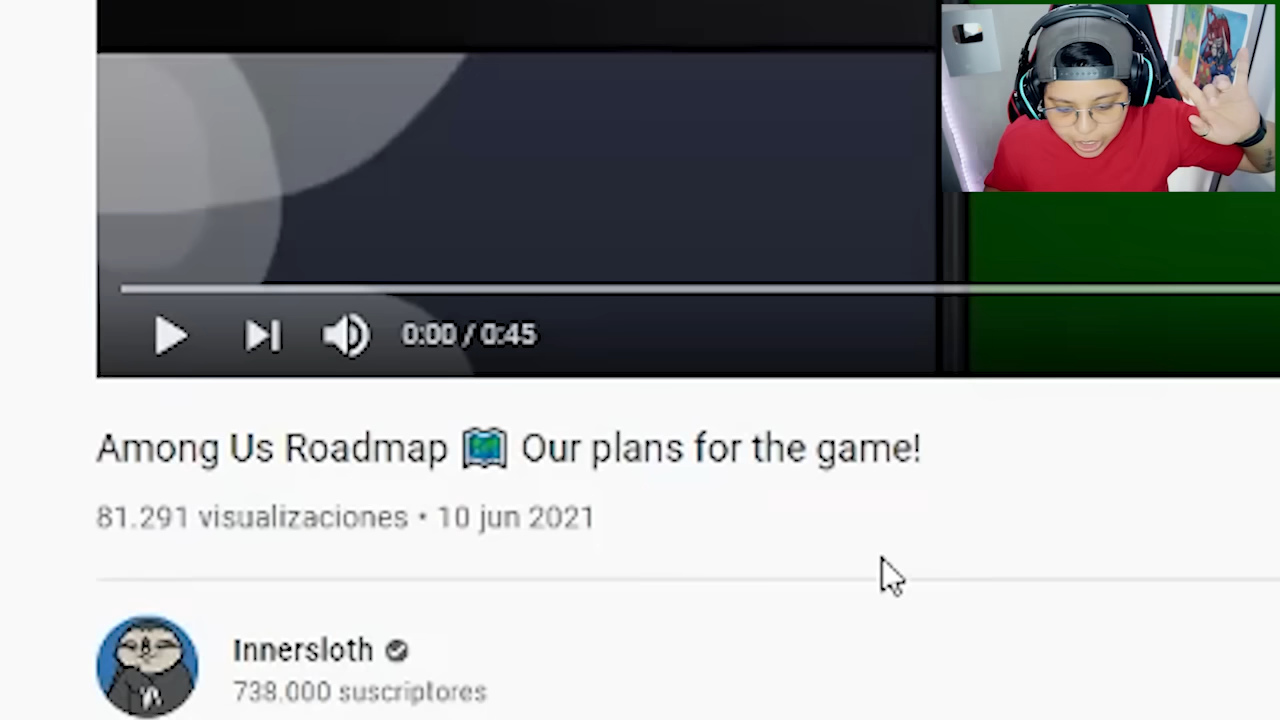 0:00 / 0:45
Among Us Roadmap 🗺️ Our plans for the game!
81.291 visualizaciones • 10 jun 2021
Innersloth
738.000 suscriptores